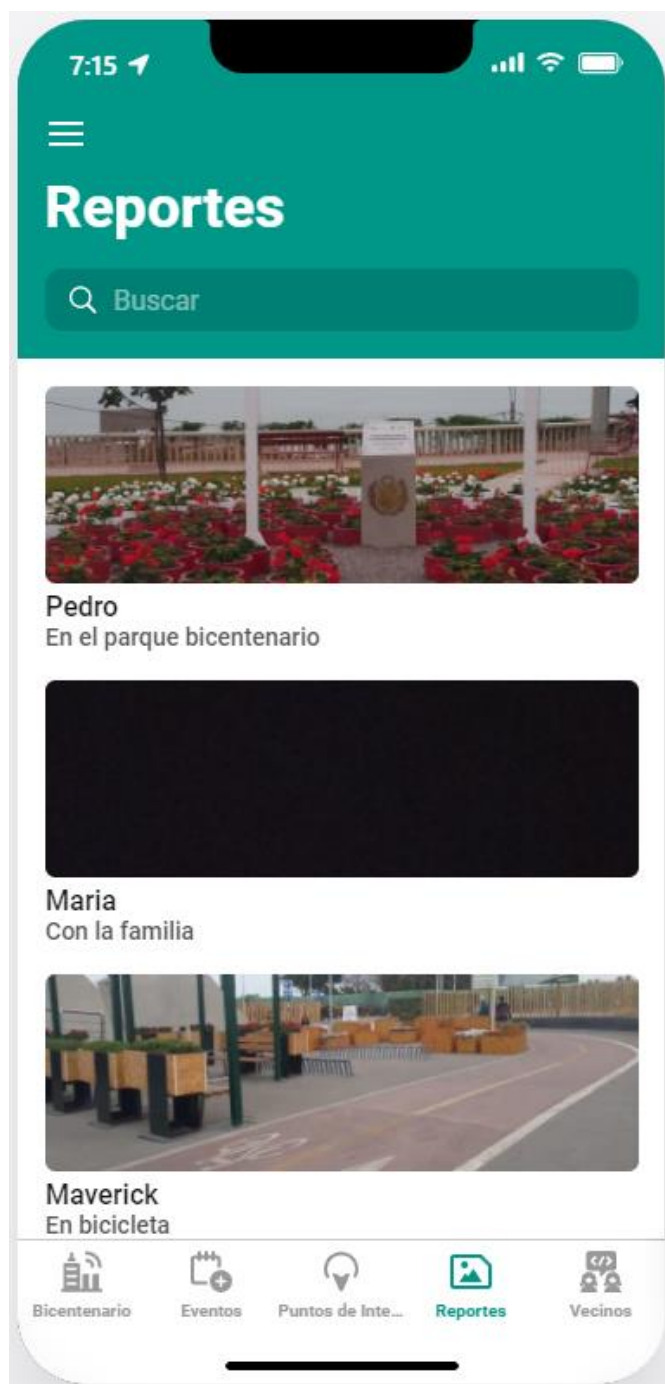 7:15
Reportes
Buscar
Pedro
En el parque bicentenario
Maria
Con la familia
Maverick
En bicicleta
Bicentenario
Eventos
Puntos de Inte...
Reportes
Vecinos